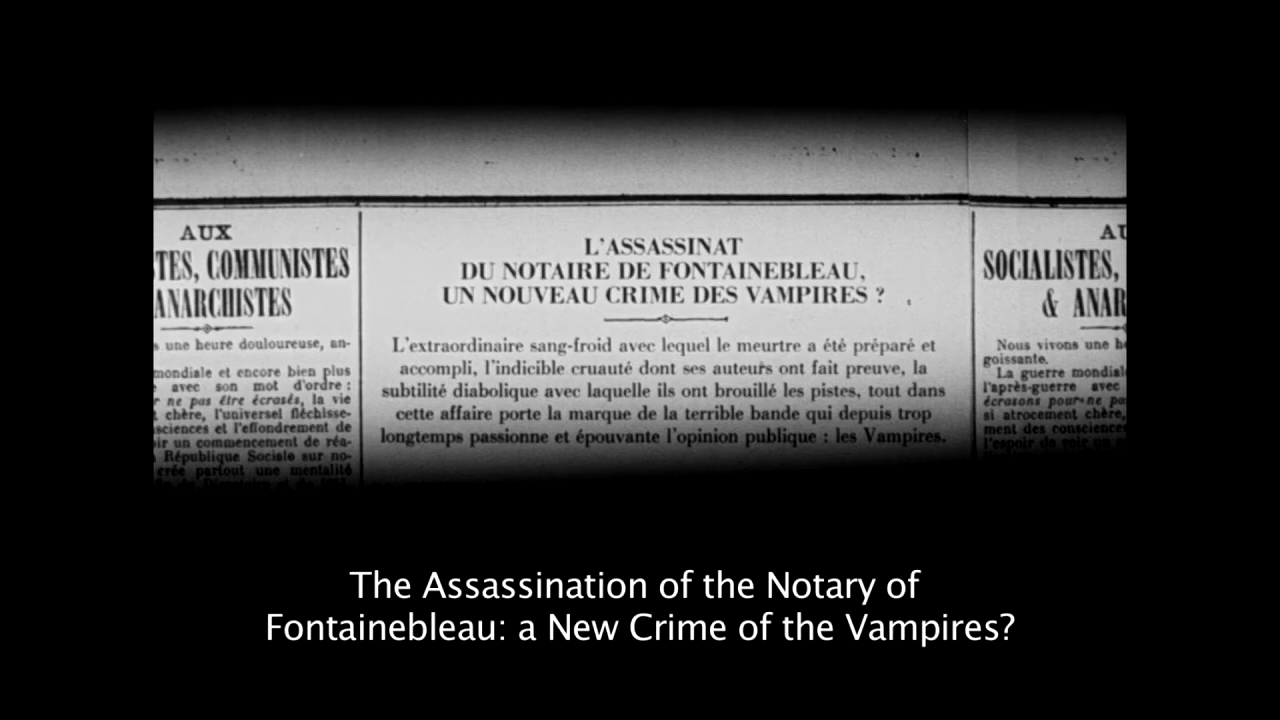 AUX
TES, COMMUNISTES
ANARCHISTES
une heure douloureuse, an-
mondiale et encore bien plus
avec son mot d'ordre :
ne pas être écrasés, la vie
chère, l'universel fléchisse-
sciences et l'effondrement de
ir un commencement de réa-
République Sociale sur no-
crée partout une mentalité
L'ASSASSINAT
DU NOTAIRE DE FONTAINEBLEAU,
UN NOUVEAU CRIME DES VAMPIRES ?
L'extraordinaire sang-froid avec lequel le meurtre a été préparé et
accompli, l'indicible cruauté dont ses auteurs ont fait preuve, la
subtilité diabolique avec laquelle ils ont brouillé les pistes, tout dans
cette affaire porte la marque de la terrible bande qui depuis trop
longtemps passionne et épouvante l'opinion publique : les Vampires.
AU
SOCIALISTES,
& ANAR
Nous vivons une h
goissante.
La guerre mondial
l'après-guerre avec
écrasons pour ne pa
si atrocement chère,
ment des consciences
l'espoir de voir un
The Assassination of the Notary of
Fontainebleau: a New Crime of the Vampires?